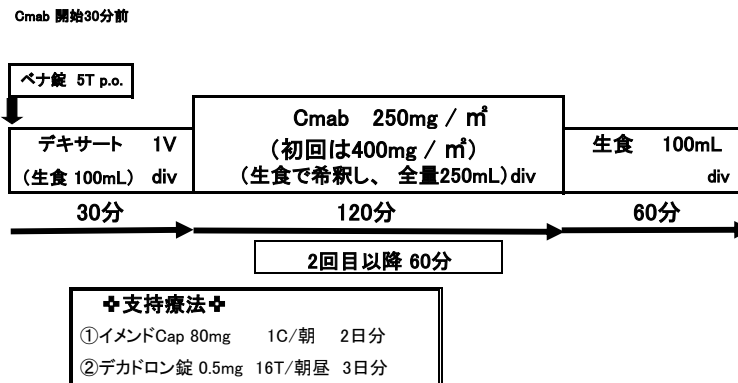 Cmab 開始30分前
ベナ錠 5T p.o.
デキサート 1V
(生食 100mL) div
Cmab 250mg / ㎡
(初回は400mg / ㎡)
(生食で希釈し、 全量250mL)div
生食 100mL
div
30分
120分
60分
2回目以降 60分
✤支持療法✤
①イメンドCap 80mg 1C/朝 2日分
②デカドロン錠 0.5mg 16T/朝昼 3日分